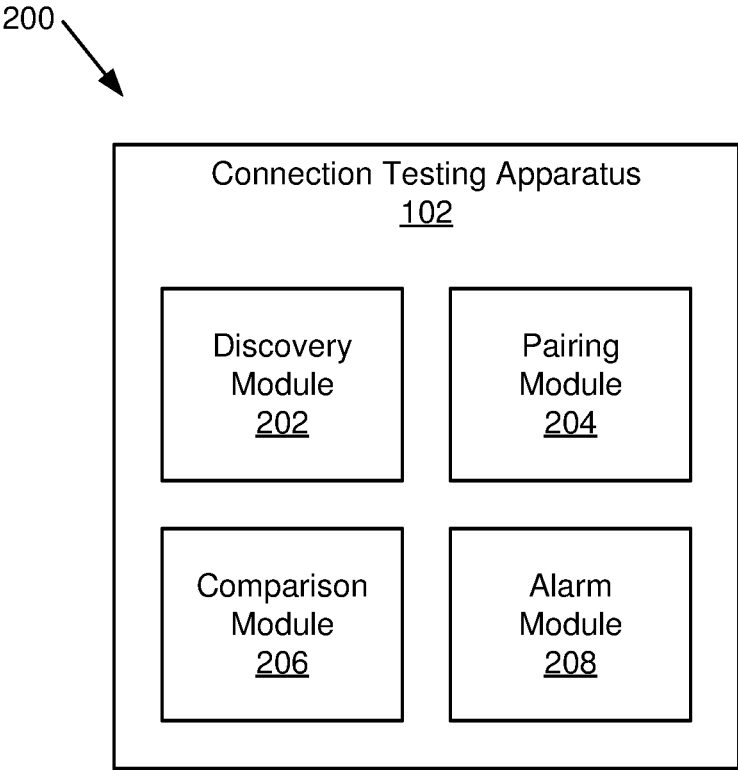 200
Connection Testing Apparatus
102
Discovery
Module
202
Pairing
Module
204
Comparison
Module
206
Alarm
Module
208